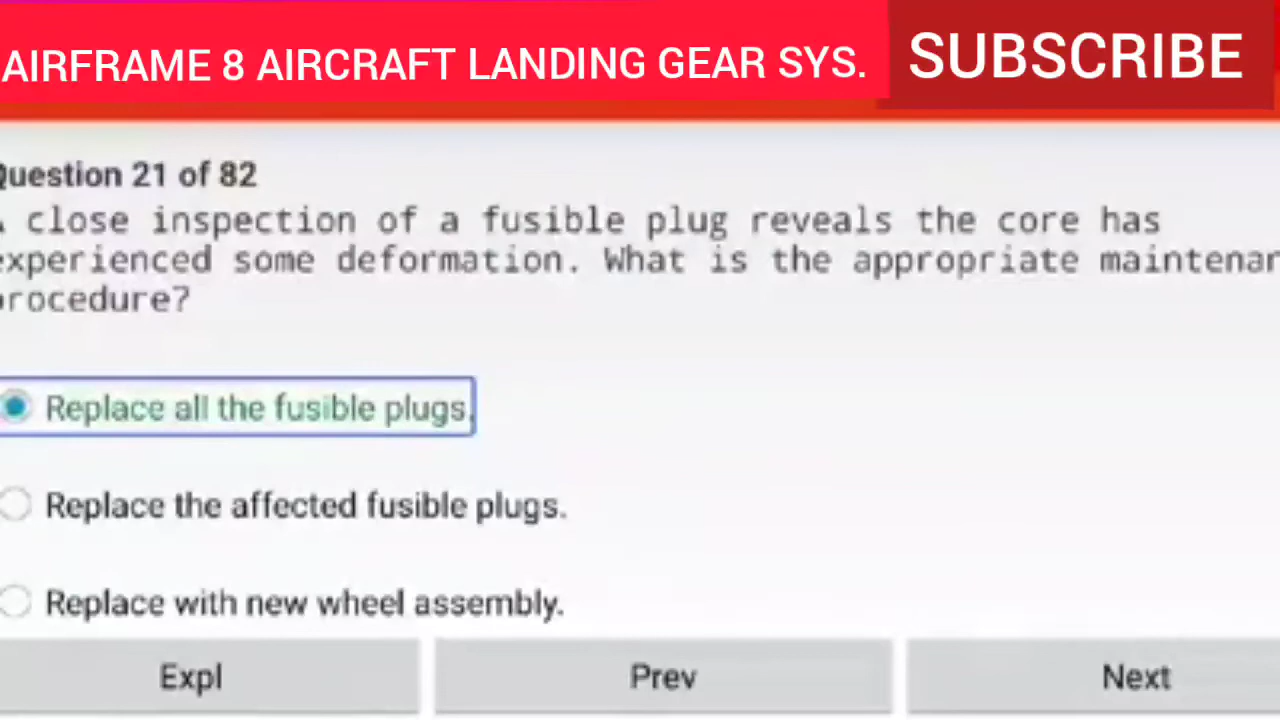 AIRFRAME 8 AIRCRAFT LANDING GEAR SYS.
SUBSCRIBE
Question 21 of 82
close inspection of a fusible plug reveals the core has
experienced some deformation. What is the appropriate maintenan
procedure?
Replace all the fusible plugs.
Replace the affected fusible plugs.
Replace with new wheel assembly.
Expl
Prev
Next